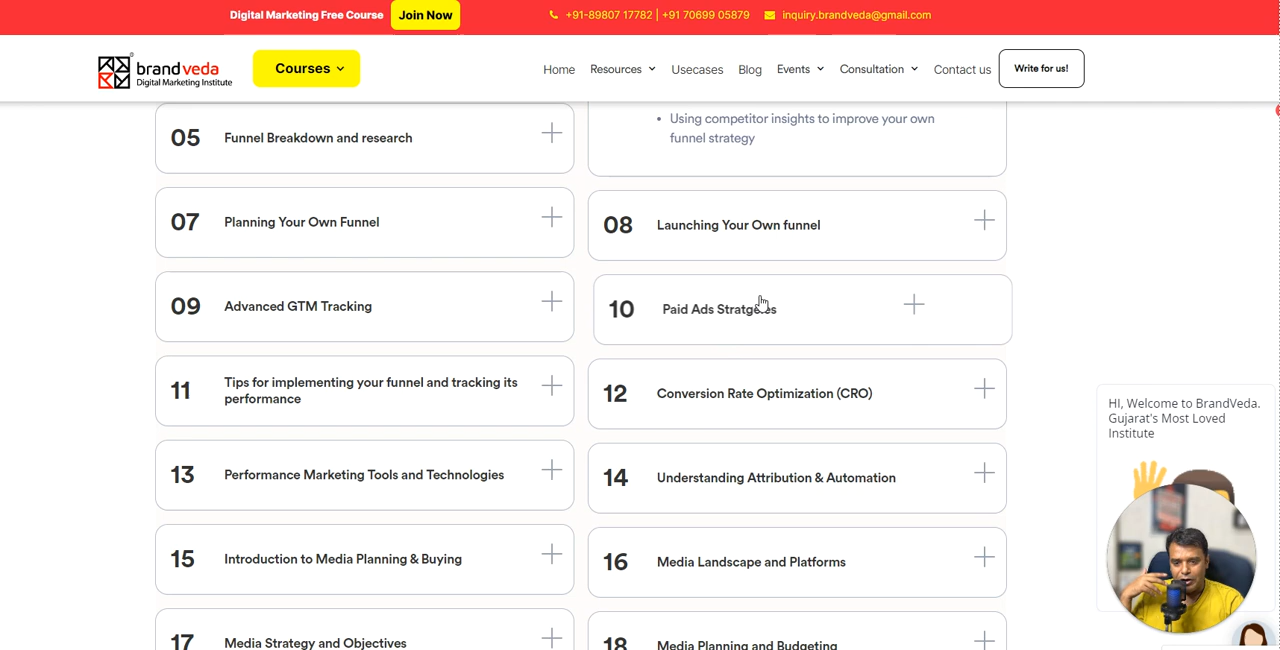 Digital Marketing Free Course
Join Now
+91-89807 17782 | +91 70699 05879
inquiry.brandveda@gmail.com
brandveda
Digital Marketing Institute
Courses
Home
Resources
Usecases
Blog
Events
Consultation
Contact us
Write for us!
• Using competitor insights to improve your own
funnel strategy
05 Funnel Breakdown and research
07 Planning Your Own Funnel
08 Launching Your Own funnel
09 Advanced GTM Tracking
10 Paid Ads
11 Tips for implementing your funnel and tracking its
performance
12 Conversion Rate Optimization (CRO)
13 Performance Marketing Tools and Technologies
14 Understanding Attribution & Automation
15 Introduction to Media Planning & Buying
16 Media Landscape and Platforms
17 Media Strategy and Objectives
18 Media Planning and Budgeting
HI, Welcome to BrandVeda.
Gujarat's Most Loved
Institute